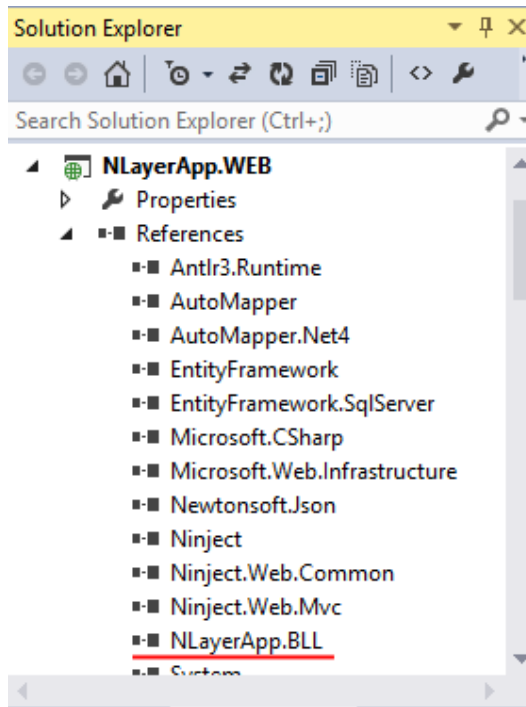 Solution Explorer
Search Solution Explorer (Ctrl+;)
NLayerApp.WEB
Properties
References
Antlr3.Runtime
AutoMapper
AutoMapper.Net4
EntityFramework
EntityFramework.SqlServer
Microsoft.CSharp
Microsoft.Web.Infrastructure
Newtonsoft.Json
Ninject
Ninject.Web.Common
Ninject.Web.Mvc
NLayerApp.BLL
System